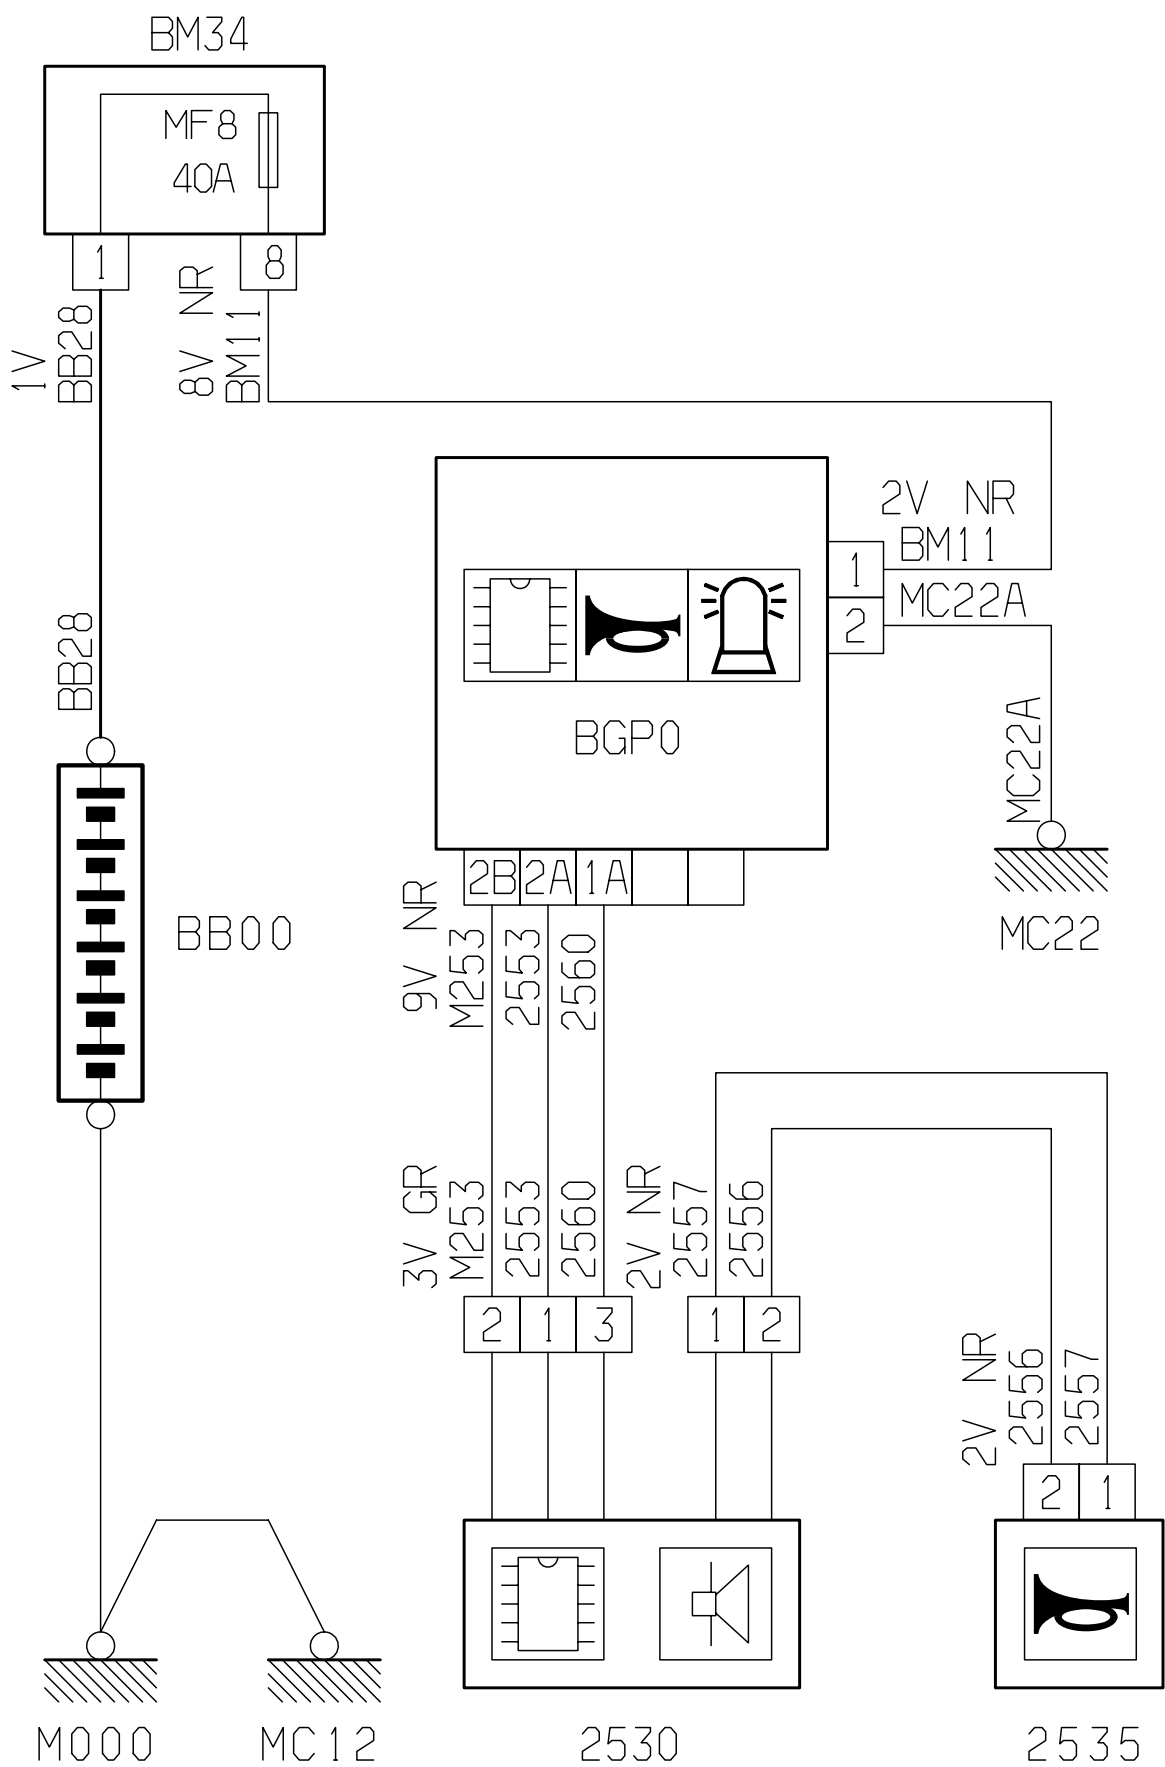 BM34
MF8
40A
1
8
1V
BB28
8V NR
BM11
2V NR
BM11
1
MC22A
2
BB28
MC22A
BGP0
2B
2A
1A
BB00
MC22
9V NR
M253
2553
2560
3V GR
M253
2553
2560
2V NR
2557
2556
2
1
3
1
2
2V NR
2556
2557
2
1
M000
MC12
2530
2535